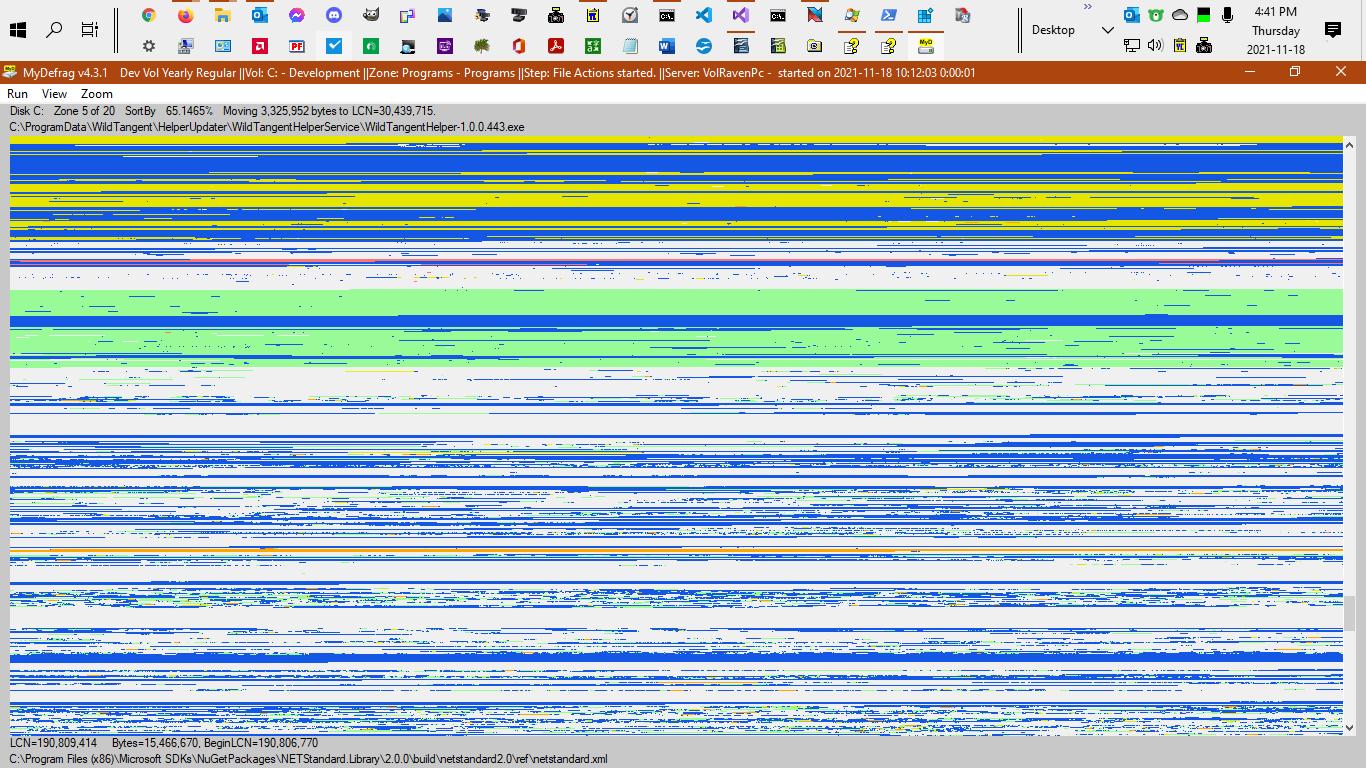 4:41 PM
Desktop
Thursday
2021-11-18
MyDefrag v4.3.1 Dev Vol Yearly Regular ||Vol: C: - Development ||Zone: Programs - Programs ||Step: File Actions started. ||Server: VolRavenPc - started on 2021-11-18 10:12:03 0:00:01
Run View Zoom
Disk C: Zone 5 of 20 SortBy 65.1465% Moving 3,325,952 bytes to LCN=30,439,715.
C:\ProgramData\WildTangent\HelperUpdater\WildTangentHelperService\WildTangentHelper-1.0.0.443.exe
LCN=190,809,414 Bytes=15,466,670, BeginLCN=190,806,770
C:\Program Files (x86)\Microsoft SDKs\NuGetPackages\NETStandard.Library\2.0.0\build\netstandard2.0\ref\netstandard.xml